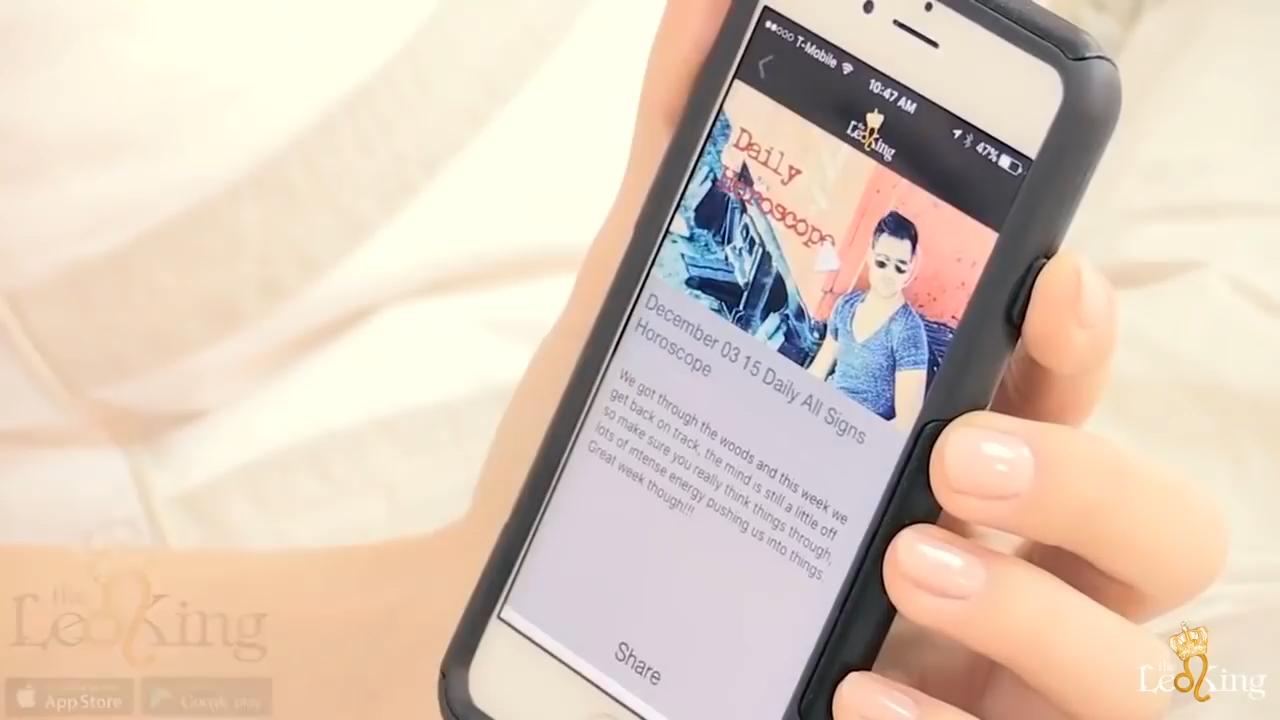 T-Mobile
10:47 AM
47%
the
LeoKing
Daily
Horoscope
December 03 15 Daily All Signs
Horoscope
We got through the woods and this week we
get back on track, the mind is still a little off
so make sure you really think things through,
lots of intense energy pushing us into things.
Great week though!!!
Share
the
LeoKing
App Store
Google play
the
LeoKing